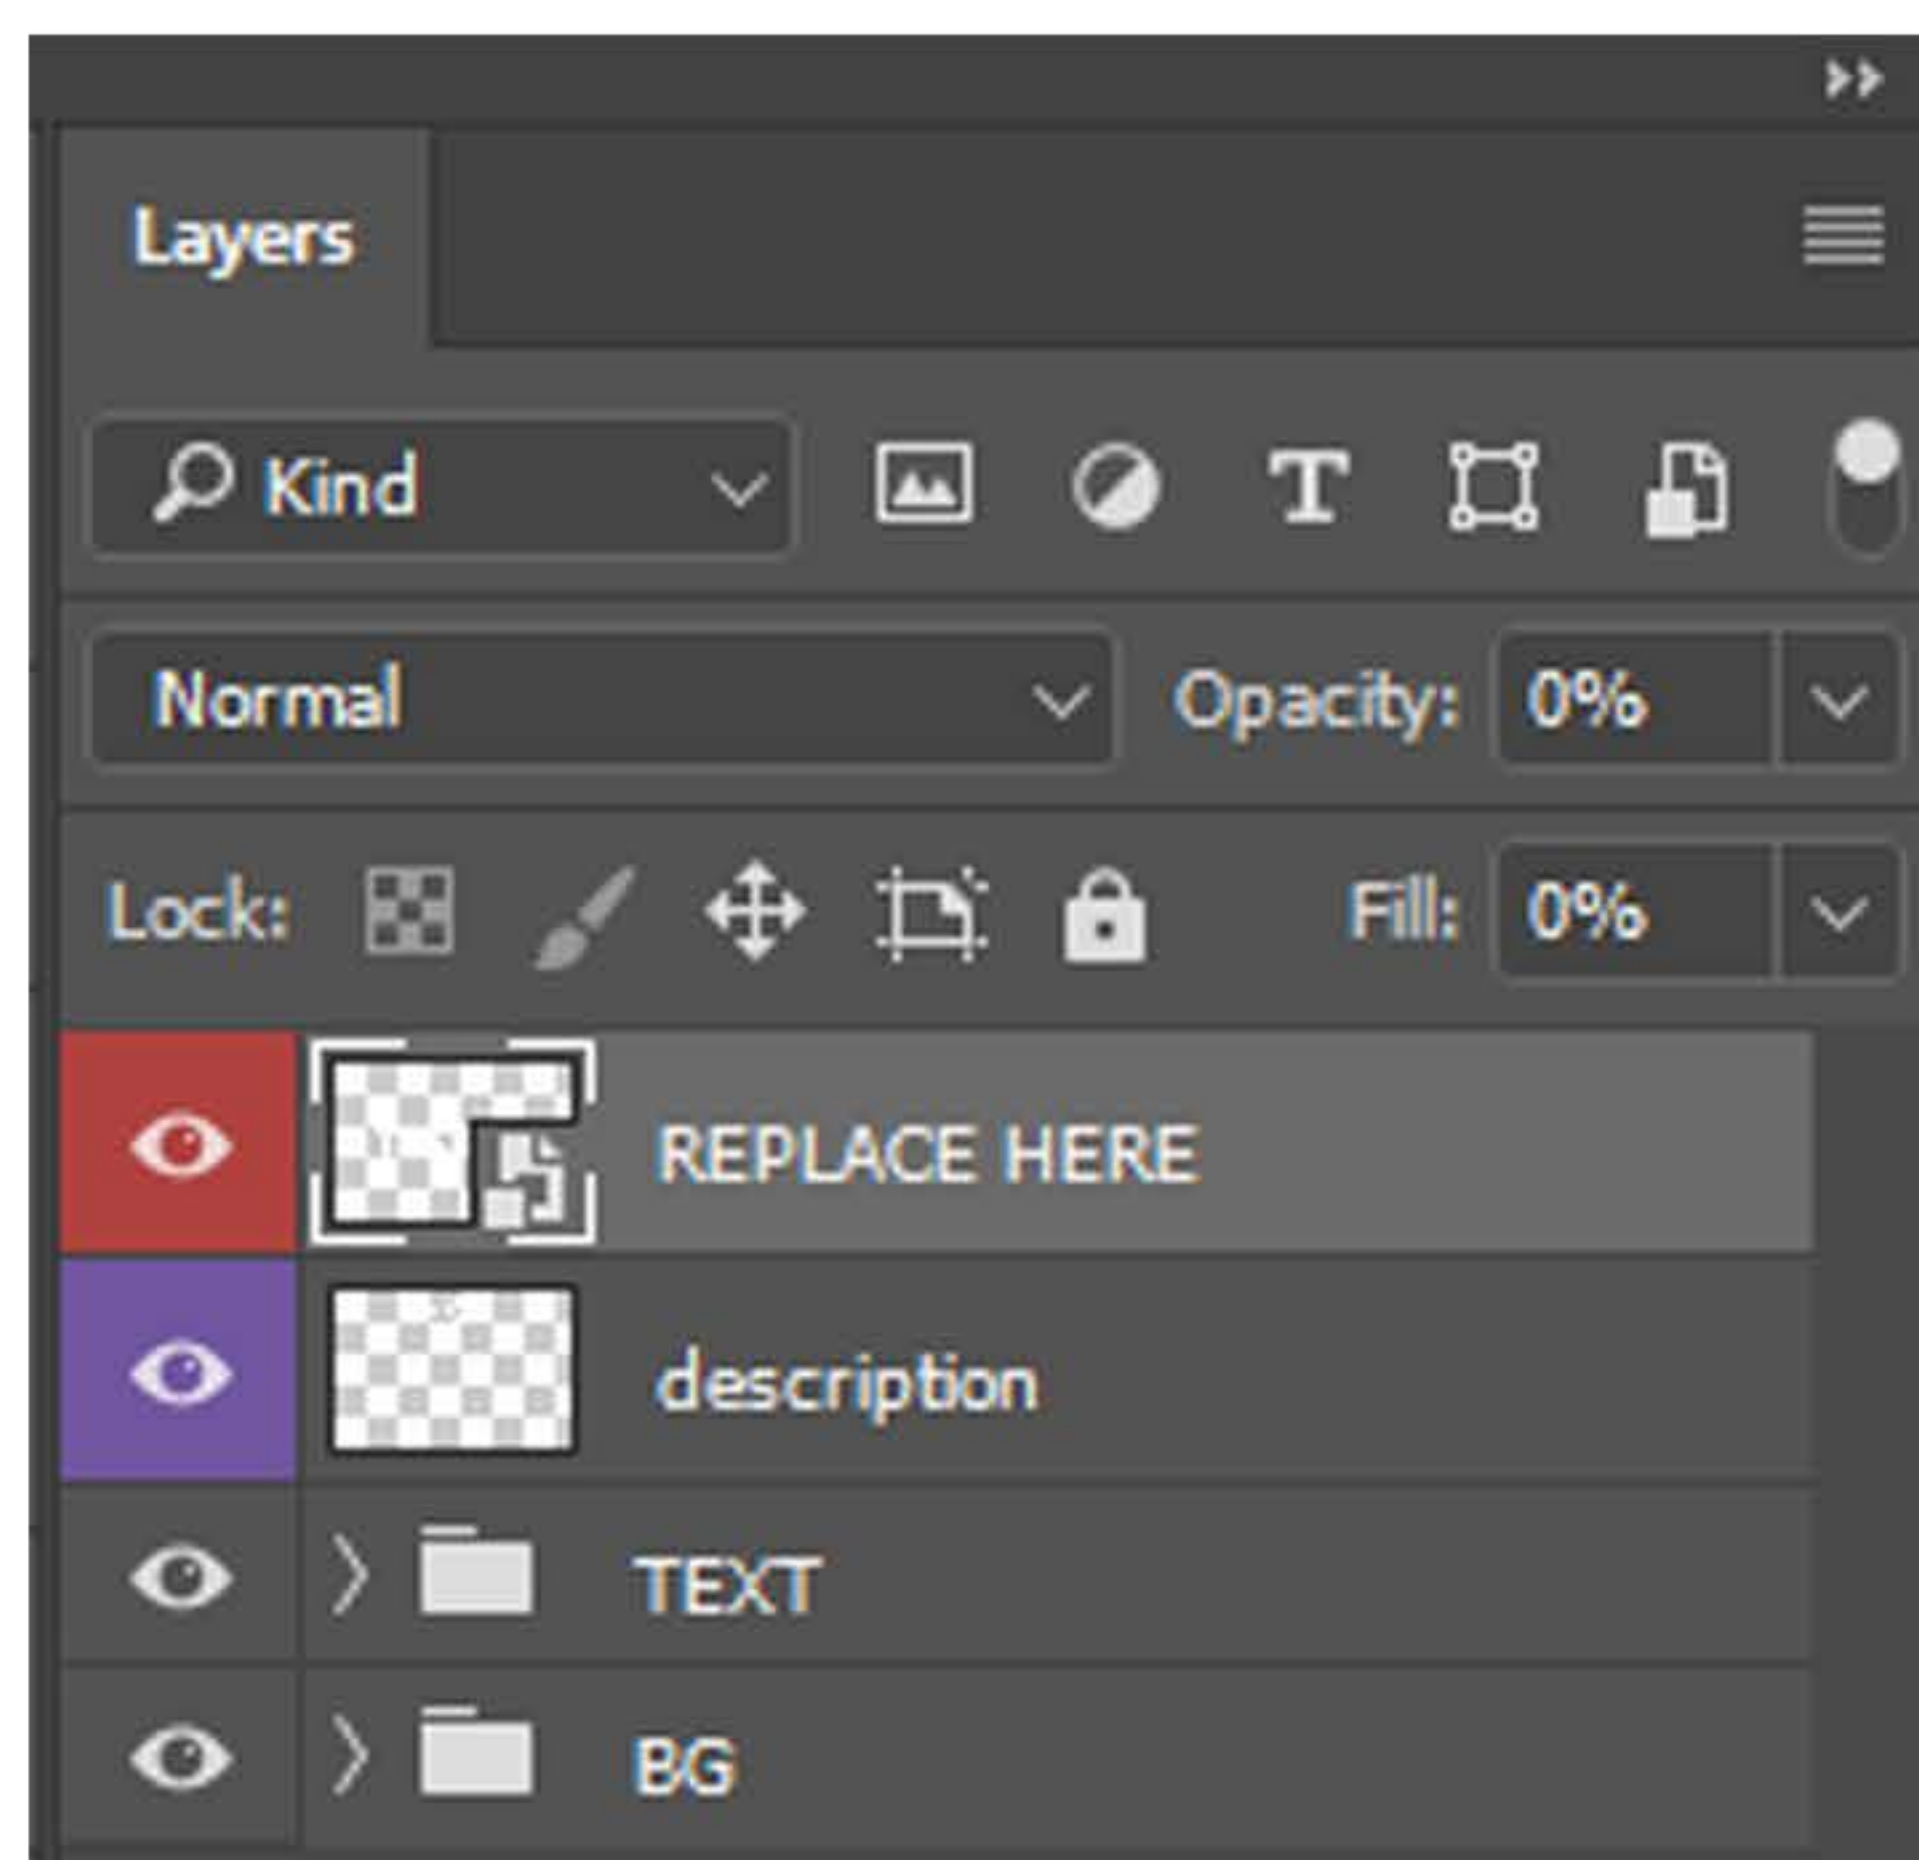 Layers
Kind
Normal Opacity: 0%
Lock: Fill: 0%
REPLACE HERE
description
TEXT
BG